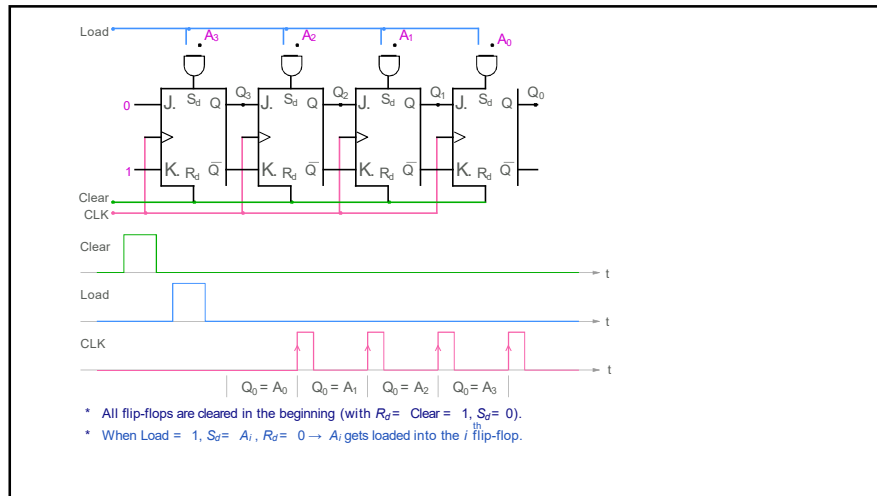 Load
A3 A2 A1 A0
J. Sd Q Q3 J. Sd Q Q2 J. Sd Q Q1 J. Sd Q Q0
0
1
K. Rd Q̅ K. Rd Q̅ K. Rd Q̅ K. Rd Q̅
Clear
CLK
Clear
t
Load
t
CLK
t
Q0 = A0 Q0 = A1 Q0 = A2 Q0 = A3
* All flip-flops are cleared in the beginning (with Rd = Clear = 1, Sd = 0).
* When Load = 1, Sd = Ai , Rd = 0 → Ai gets loaded into the i th flip-flop.